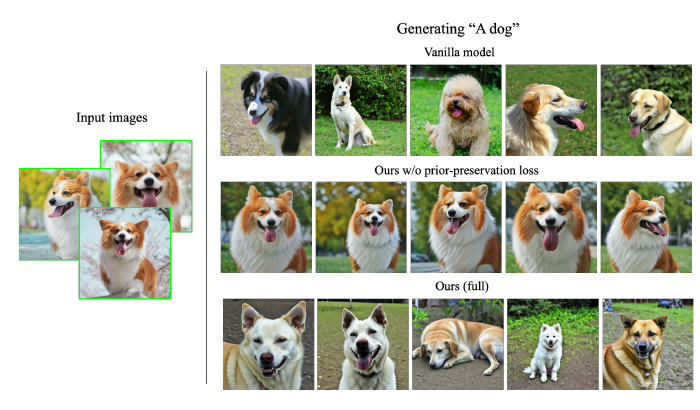 Generating “A dog”
Vanilla model
Input images
Ours w/o prior-preservation loss
Ours (full)